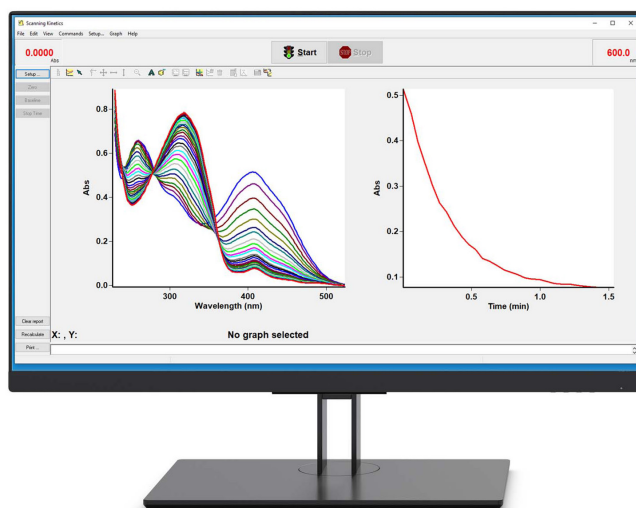 Scanning Kinetics
File Edit View Commands Setup... Graph Help
0.0000
Abs
Start
Stop
600.0
nm
Setup...
Zero
Baseline
Stop Time
0.8
0.6
0.4
0.2
0.0
Abs
300 400 500
Wavelength (nm)
0.5
0.4
0.3
0.2
0.1
Abs
0.5 1.0 1.5
Time (min)
Clear report
Recalculate
Print ...
X: , Y:
No graph selected